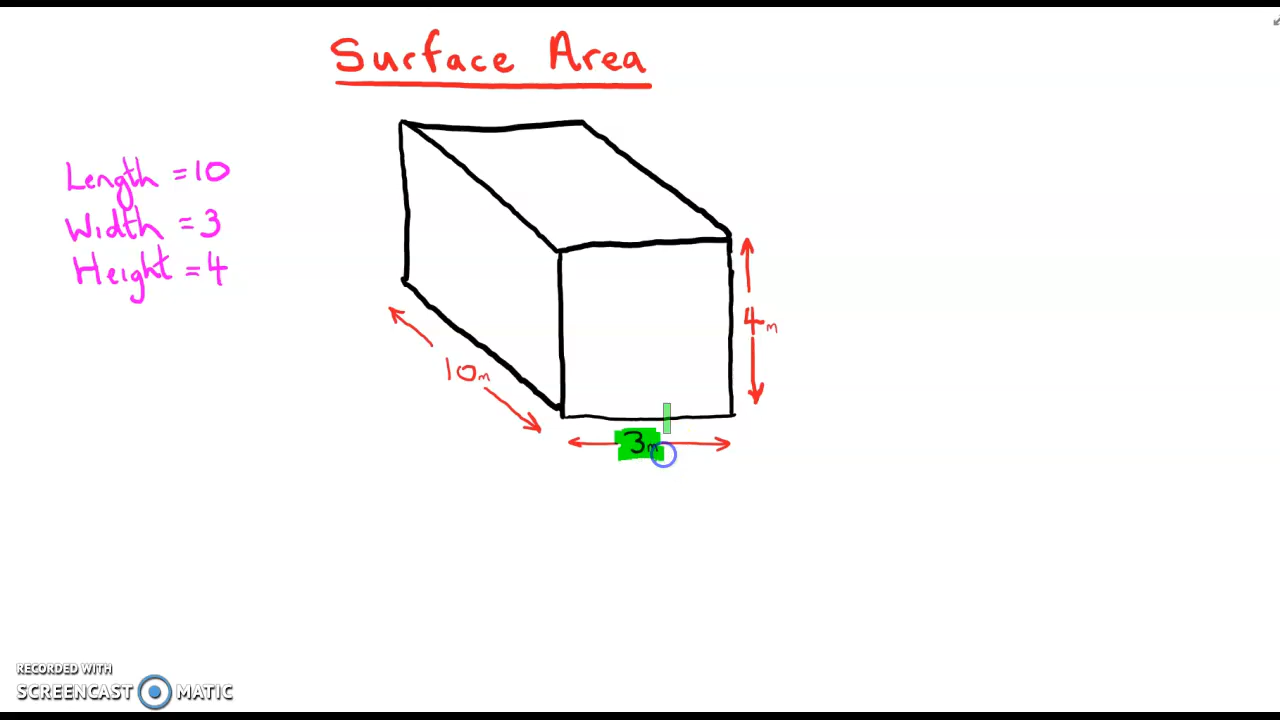 Surface Area
Length = 10
Width = 3
Height = 4
4m
10m
3m
RECORDED WITH
SCREENCAST MATIC